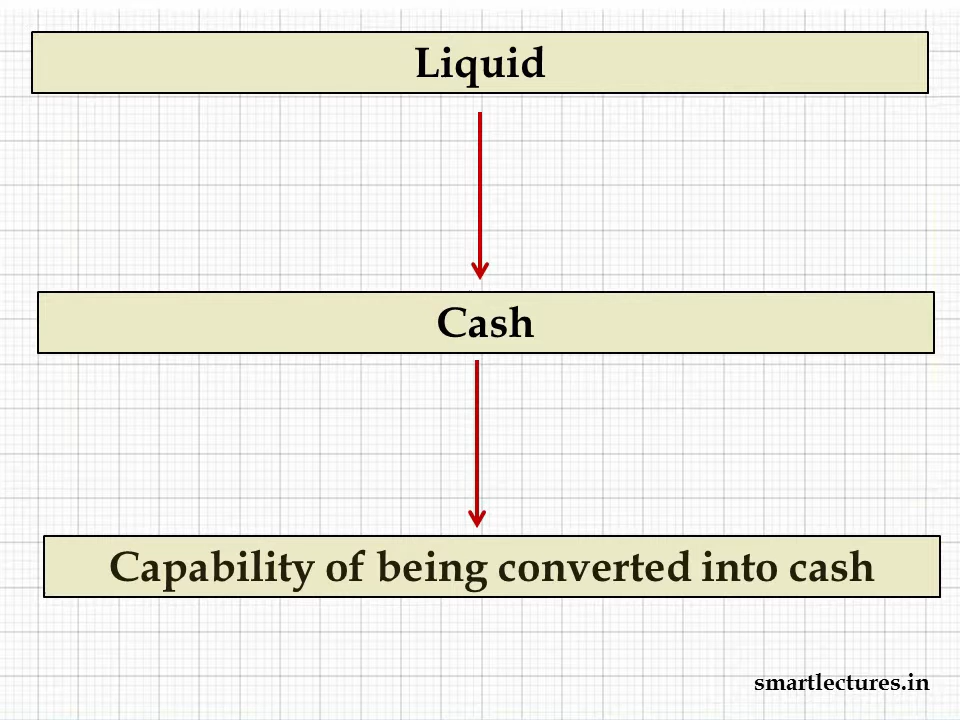 Liquid
Cash
Capability of being converted into cash
smartlectures.in